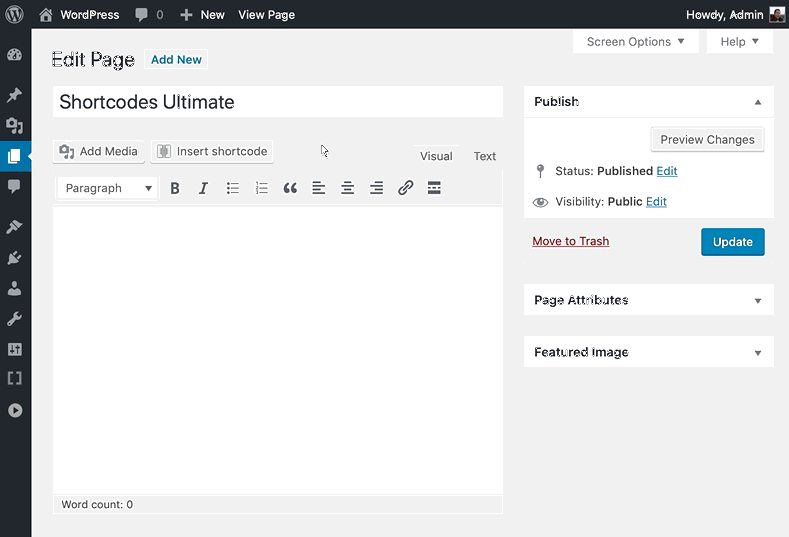 WordPress 0 New View Page Howdy, Admin
Screen Options Help
Edit Page Add New
Shortcodes Ultimate
Add Media Insert shortcode
Visual Text
Paragraph B I
Word count: 0
Publish
Preview Changes
Status: Published Edit
Visibility: Public Edit
Move to Trash Update
Page Attributes
Featured Image